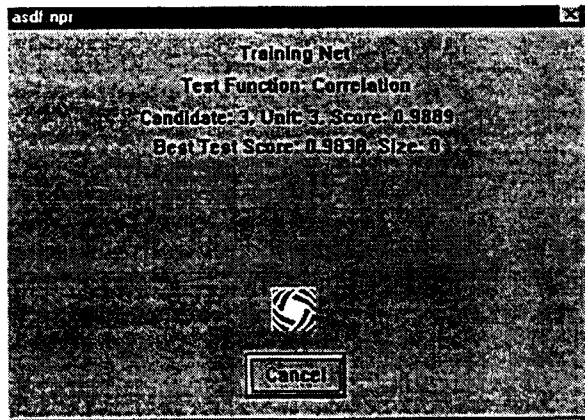 asdf.npr
Training Net
Test Function: Correlation
Candidate: 3, Unit: 3, Score: 0.9889
Best Test Score: 0.9838, Size: 0
Cancel